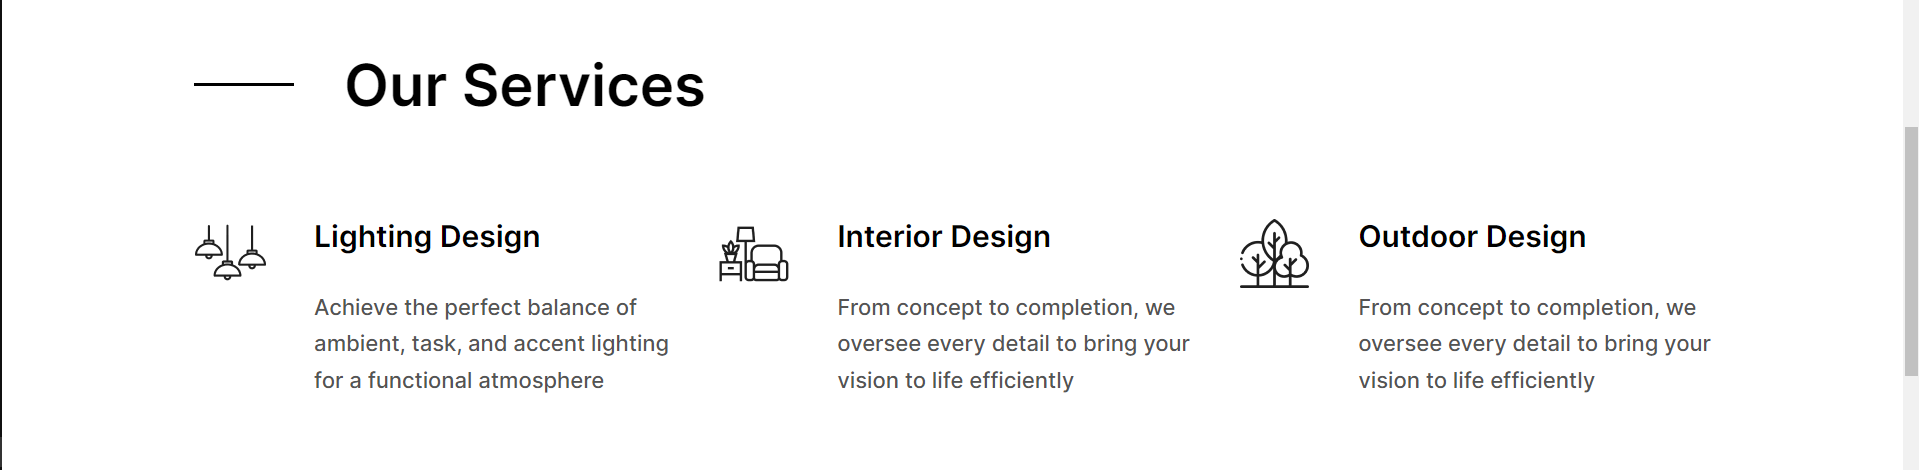 Our Services
Lighting Design
Achieve the perfect balance of
ambient, task, and accent lighting
for a functional atmosphere
Interior Design
From concept to completion, we
oversee every detail to bring your
vision to life efficiently
Outdoor Design
From concept to completion, we
oversee every detail to bring your
vision to life efficiently